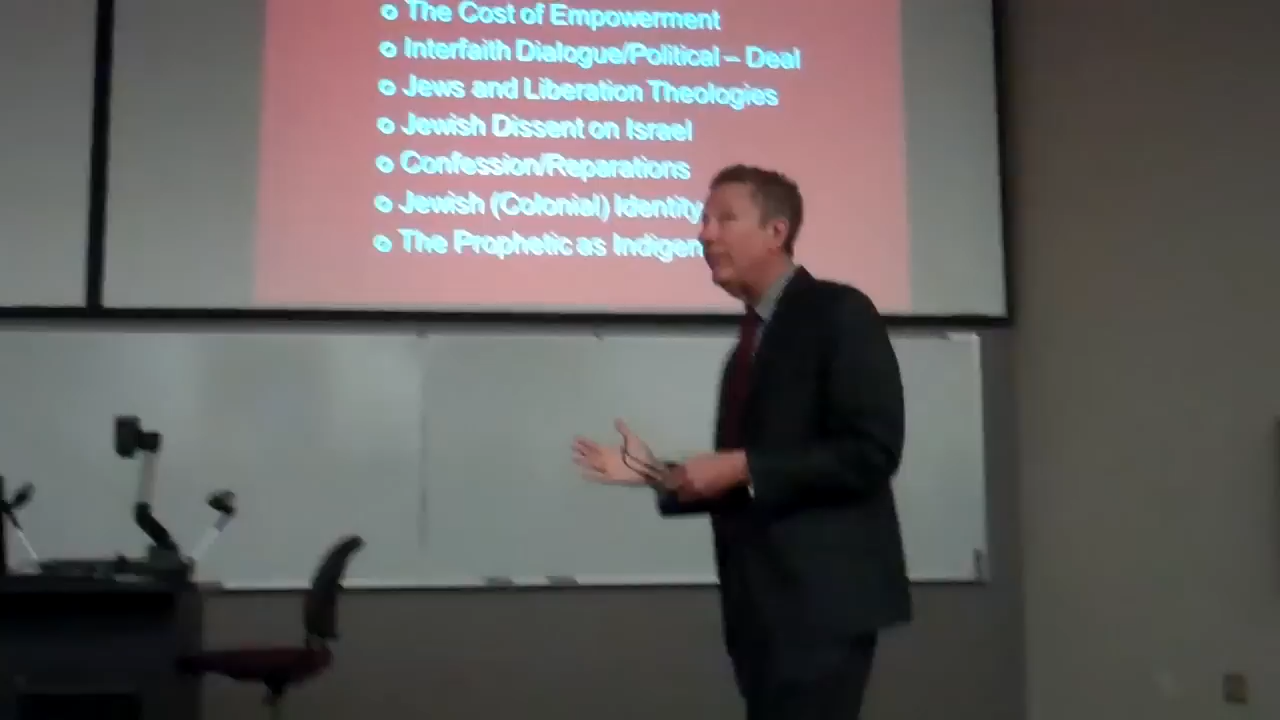 The Cost of Empowerment
Interfaith Dialogue/Political – Deal
Jews and Liberation Theologies
Jewish Dissent on Israel
Confession/Reparations
Jewish (Colonial) Identity
The Prophetic as Indigen